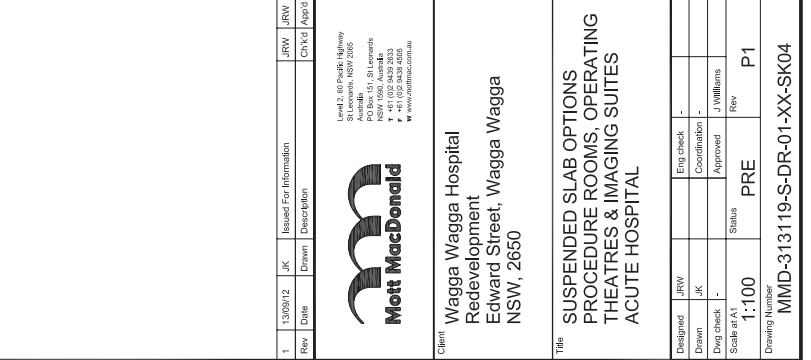 1 13/09/12 JK Issued For Information JRW JRW
Rev Date Drawn Description Ch'k'd App'd
Mott MacDonald
Level 2, 60 Pacific Highway
St Leonards, NSW 2065
Australia
PO Box 151, St Leonards
NSW 1590, Australia
T +61 (0)2 9439 2633
F +61 (0)2 9438 4505
W www.mottmac.com.au
Client
Wagga Wagga Hospital
Redevelopment
Edward Street, Wagga Wagga
NSW, 2650
Title
SUSPENDED SLAB OPTIONS
PROCEDURE ROOMS, OPERATING
THEATRES & IMAGING SUITES
ACUTE HOSPITAL
Designed JRW Eng check -
Drawn JK Coordination -
Dwg check - Approved J Williams
Scale at A1 Status Rev
1:100 PRE P1
Drawing Number
MMD-313119-S-DR-01-XX-SK04